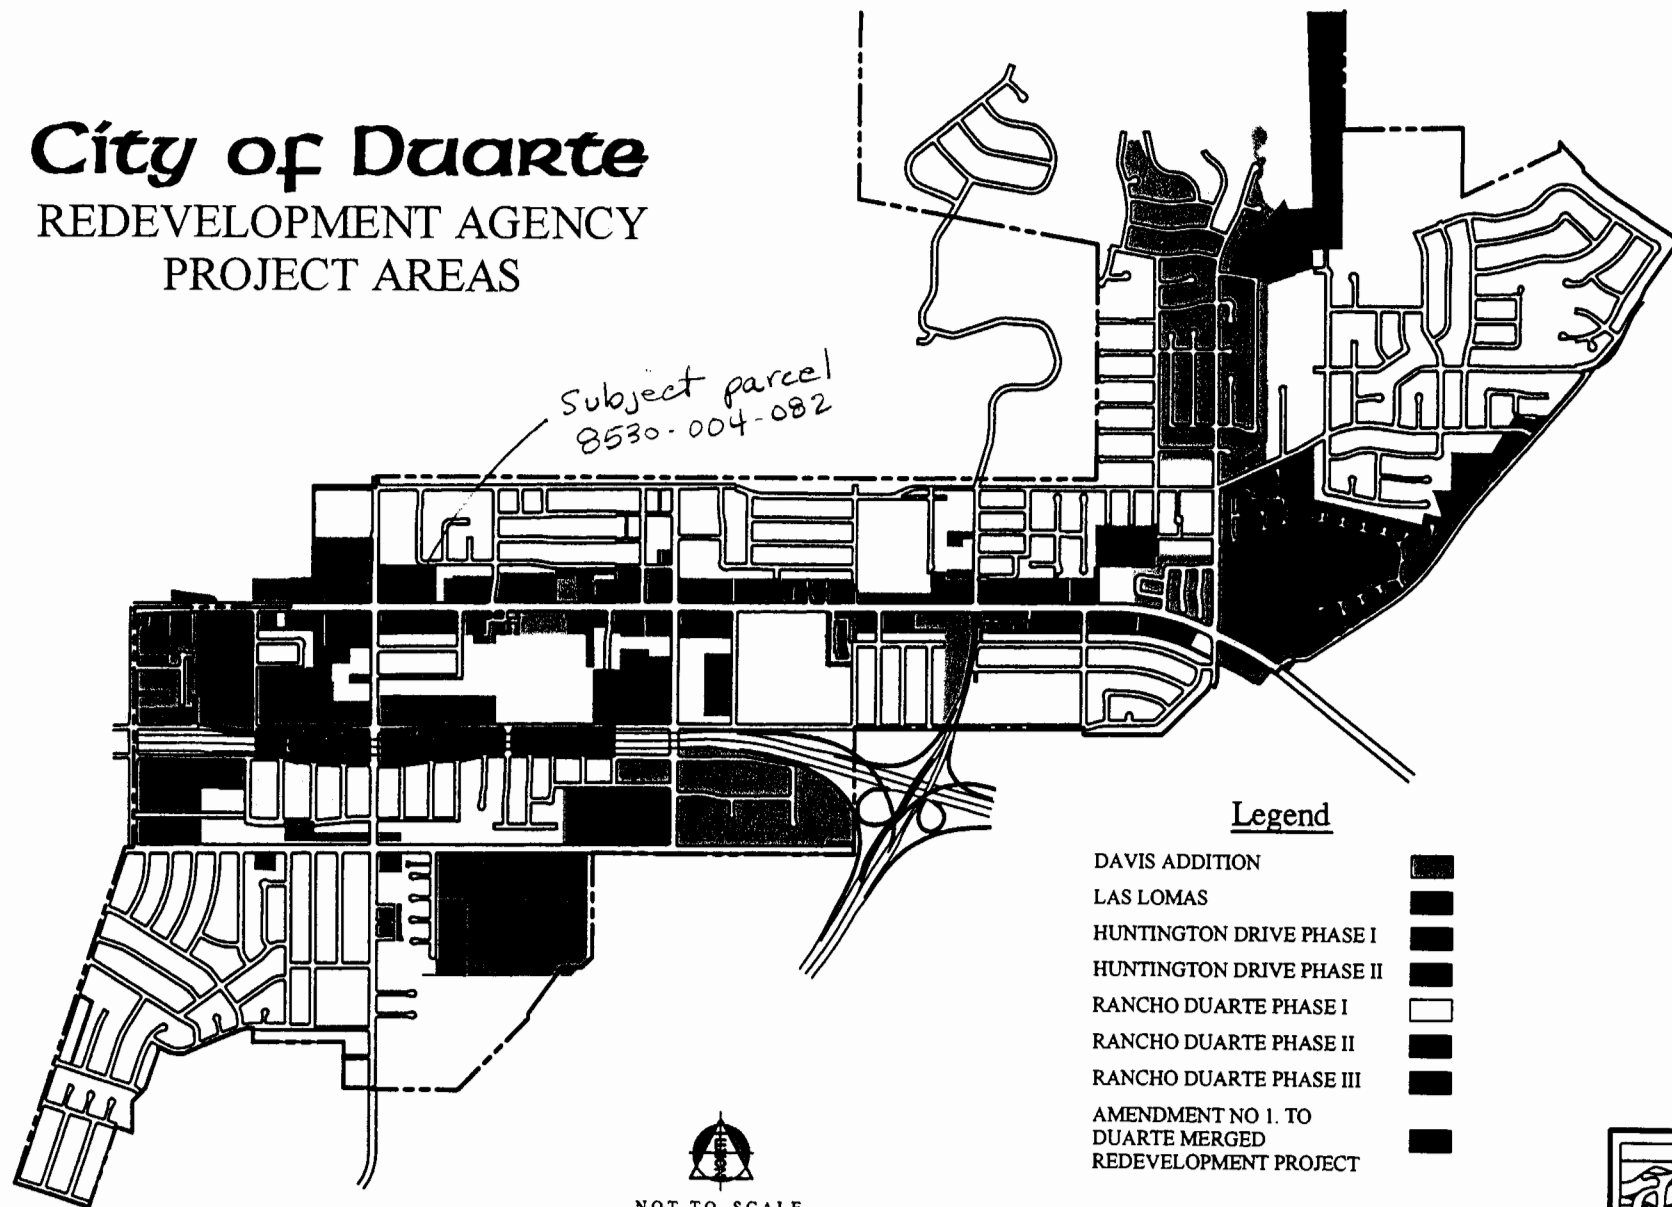 City of Duarte
REDEVELOPMENT AGENCY
PROJECT AREAS
Subject parcel
8530-004-082
Legend
DAVIS ADDITION
LAS LOMAS
HUNTINGTON DRIVE PHASE I
HUNTINGTON DRIVE PHASE II
RANCHO DUARTE PHASE I
RANCHO DUARTE PHASE II
RANCHO DUARTE PHASE III
AMENDMENT NO 1. TO
DUARTE MERGED
REDEVELOPMENT PROJECT
NORTH
NOT TO SCALE